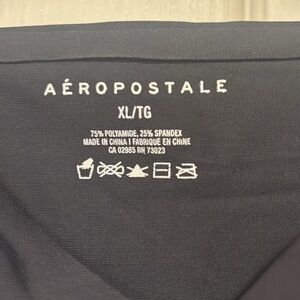 AÉROPOSTALE
XL/TG
75% POLYAMIDE, 25% SPANDEX
MADE IN CHINA | FABRIQUÉ EN CHINE
CA 02985 RN 73023